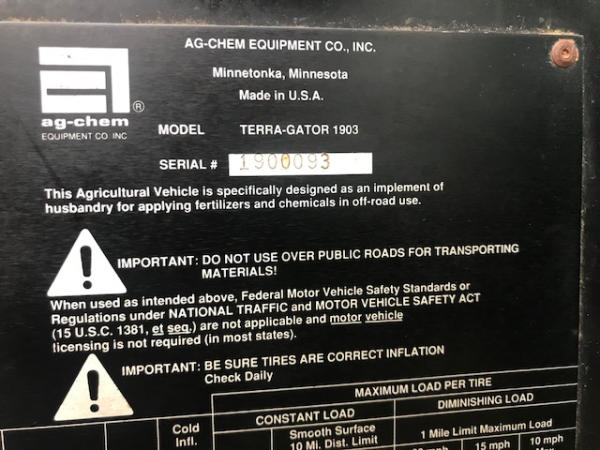 AG-CHEM EQUIPMENT CO., INC.
Minnetonka, Minnesota
Made in U.S.A.
®
ag-chem
EQUIPMENT CO. INC
MODEL TERRA-GATOR 1903
SERIAL # 1900093
This Agricultural Vehicle is specifically designed as an implement of
husbandry for applying fertilizers and chemicals in off-road use.
IMPORTANT: DO NOT USE OVER PUBLIC ROADS FOR TRANSPORTING
MATERIALS!
When used as intended above, Federal Motor Vehicle Safety Standards or
Regulations under NATIONAL TRAFFIC and MOTOR VEHICLE SAFETY ACT
(15 U.S.C. 1381, et seq.) are not applicable and motor vehicle
licensing is not required (in most states).
IMPORTANT: BE SURE TIRES ARE CORRECT INFLATION
Check Daily
MAXIMUM LOAD PER TIRE
CONSTANT LOAD DIMINISHING LOAD
Cold Smooth Surface 1 Mile Limit Maximum Load
Infl. 10 Mi. Dist. Limit 15 mph 10 mph